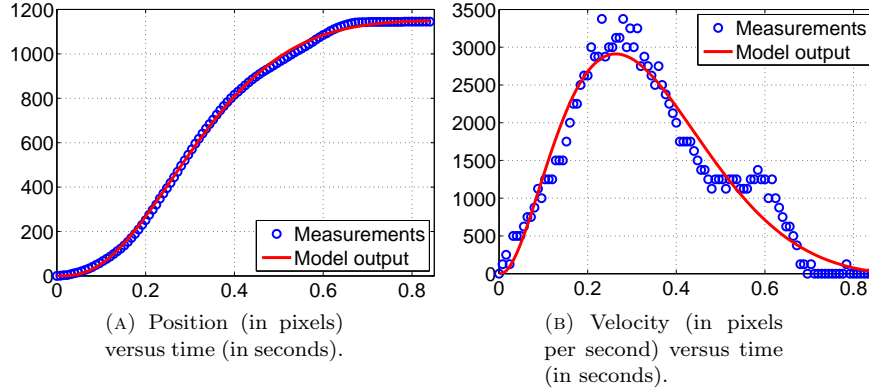 1200
1000
800
600
400
200
0
0
0.2
0.4
0.6
0.8
Measurements
Model output
(A) Position (in pixels)
versus time (in seconds).
3500
3000
2500
2000
1500
1000
500
0
0
0.2
0.4
0.6
0.8
Measurements
Model output
(B) Velocity (in pixels
per second) versus time
(in seconds).